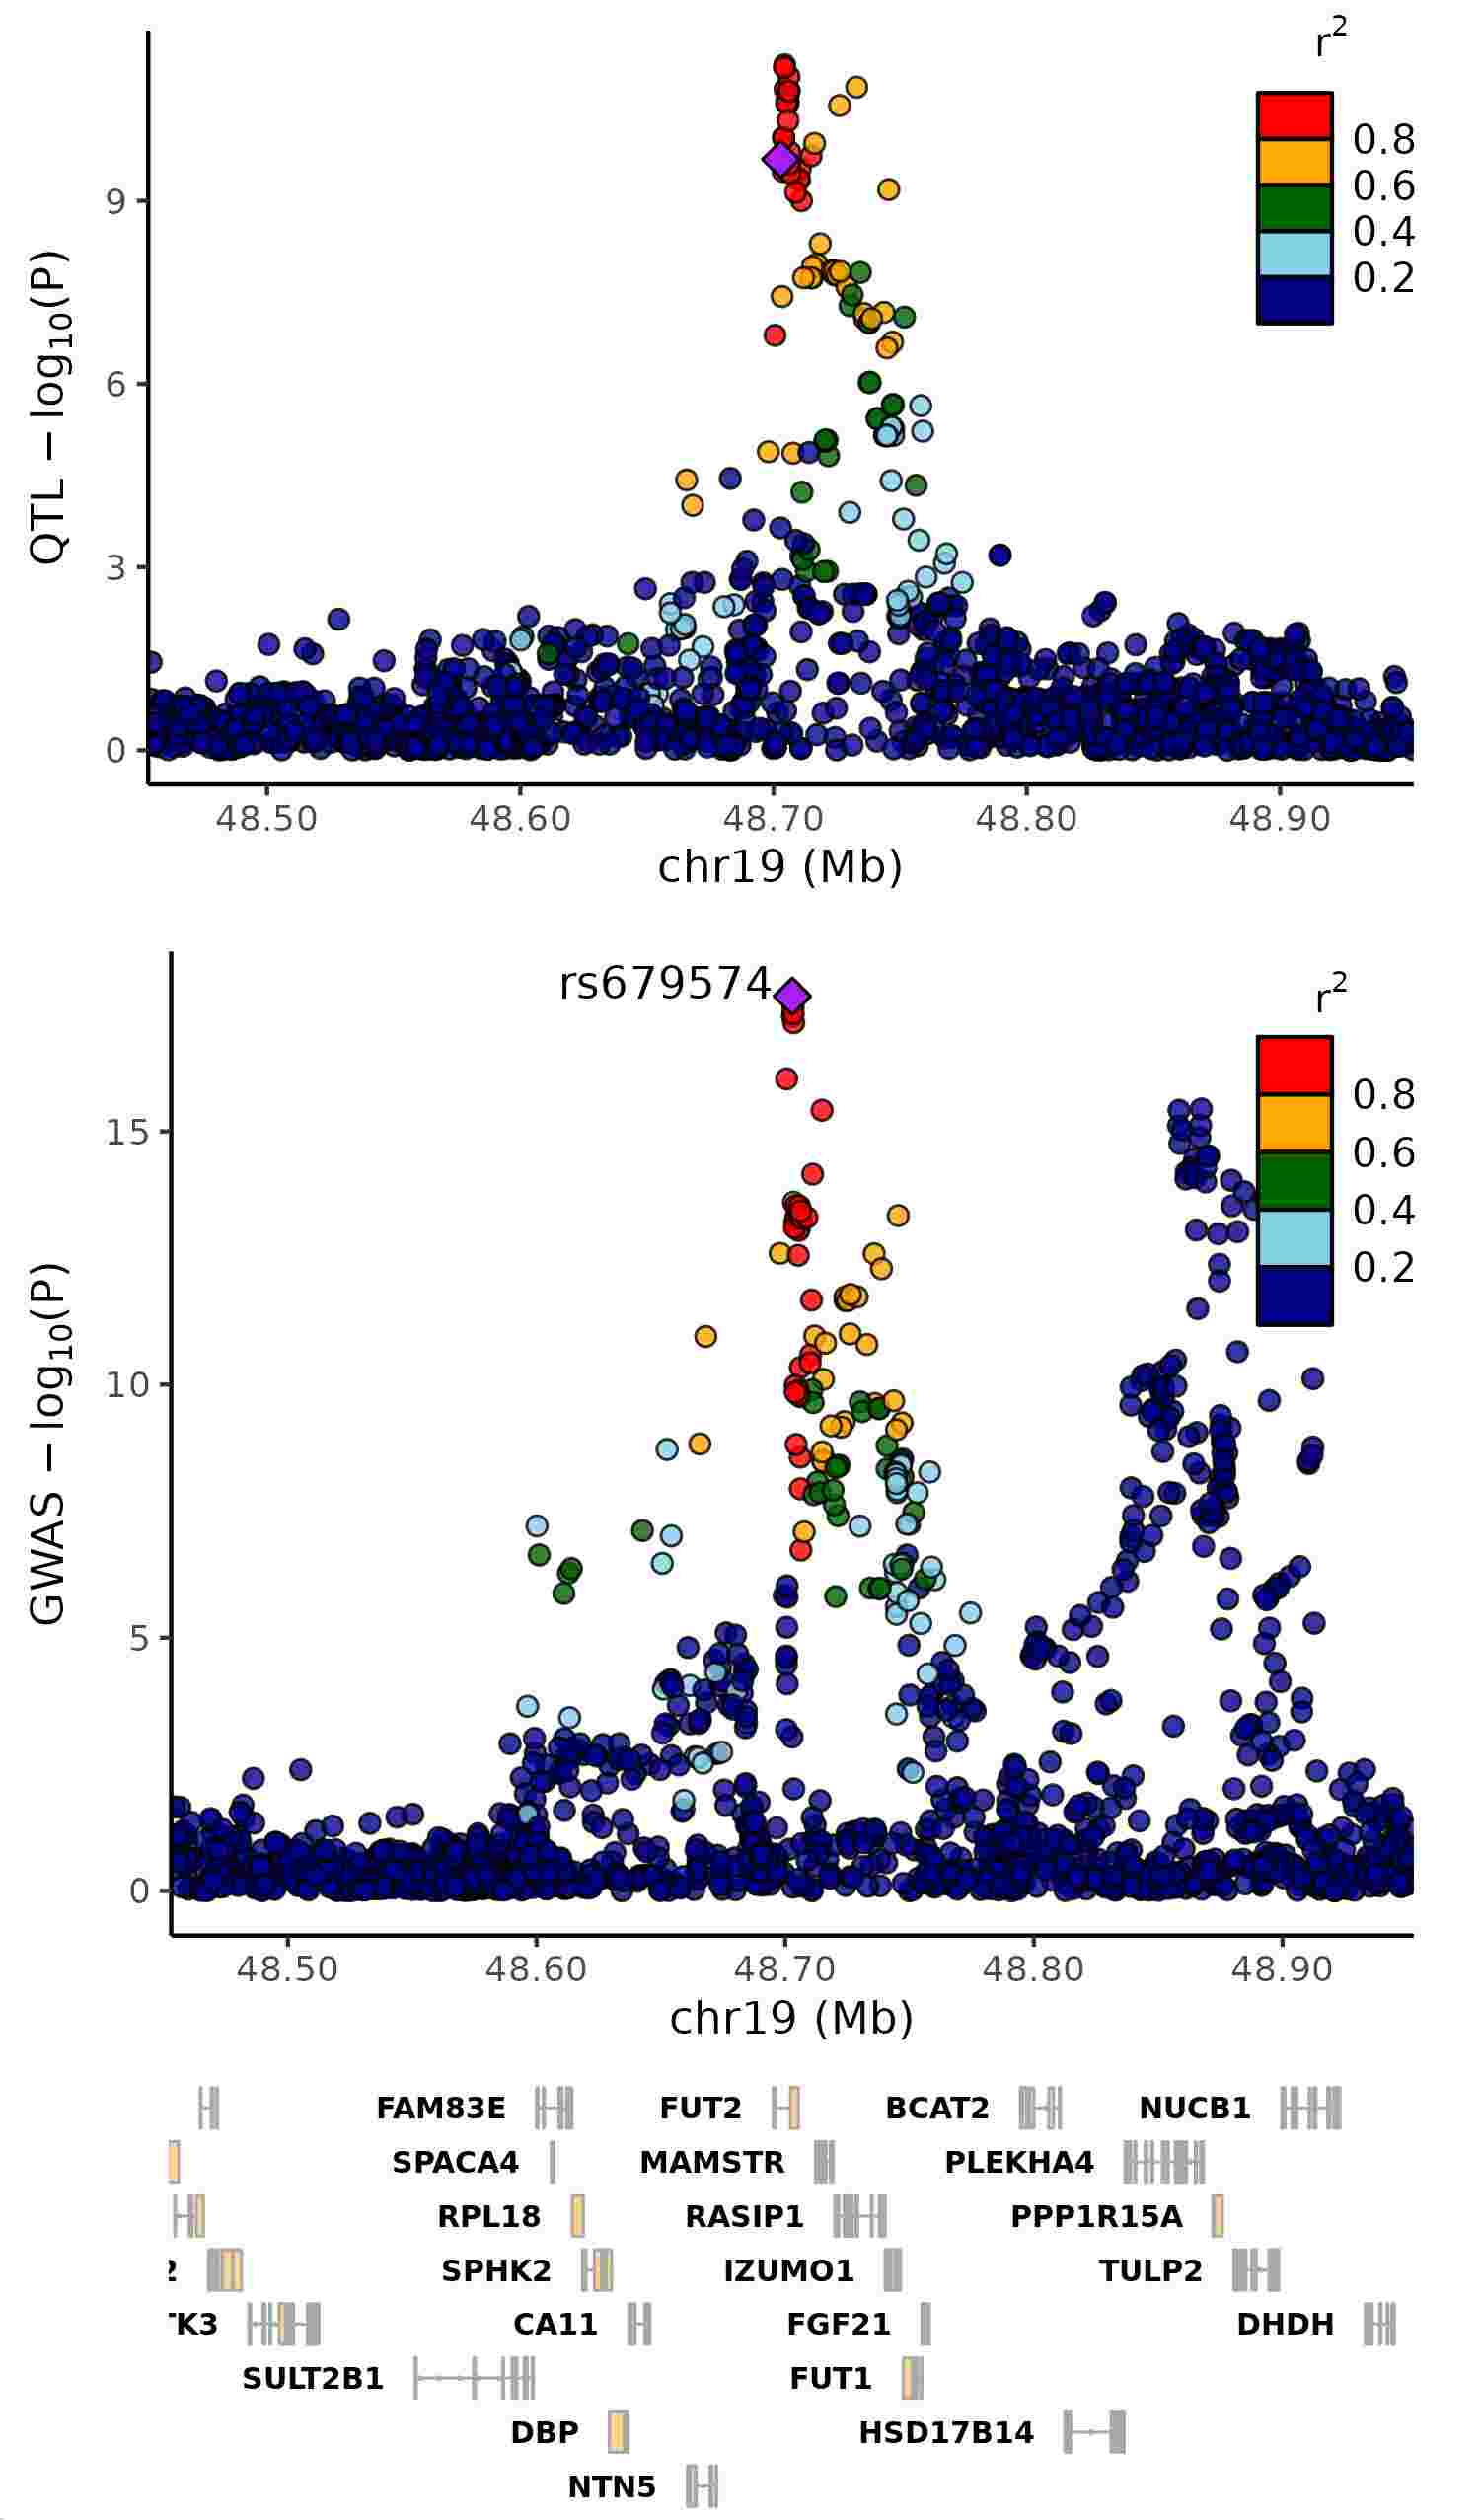 r²
0.8
0.6
0.4
0.2
QTL − log₁₀(P)
9
6
3
0
48.50 48.60 48.70 48.80 48.90
chr19 (Mb)
rs679574
r²
0.8
0.6
0.4
0.2
GWAS − log₁₀(P)
15
10
5
0
48.50 48.60 48.70 48.80 48.90
chr19 (Mb)
FAM83E FUT2 BCAT2 NUCB1
SPACA4 MAMSTR PLEKHA4
RPL18 RASIP1 PPP1R15A
2 SPHK2 IZUMO1 TULP2
TK3 CA11 FGF21 DHDH
SULT2B1 FUT1
DBP HSD17B14
NTN5